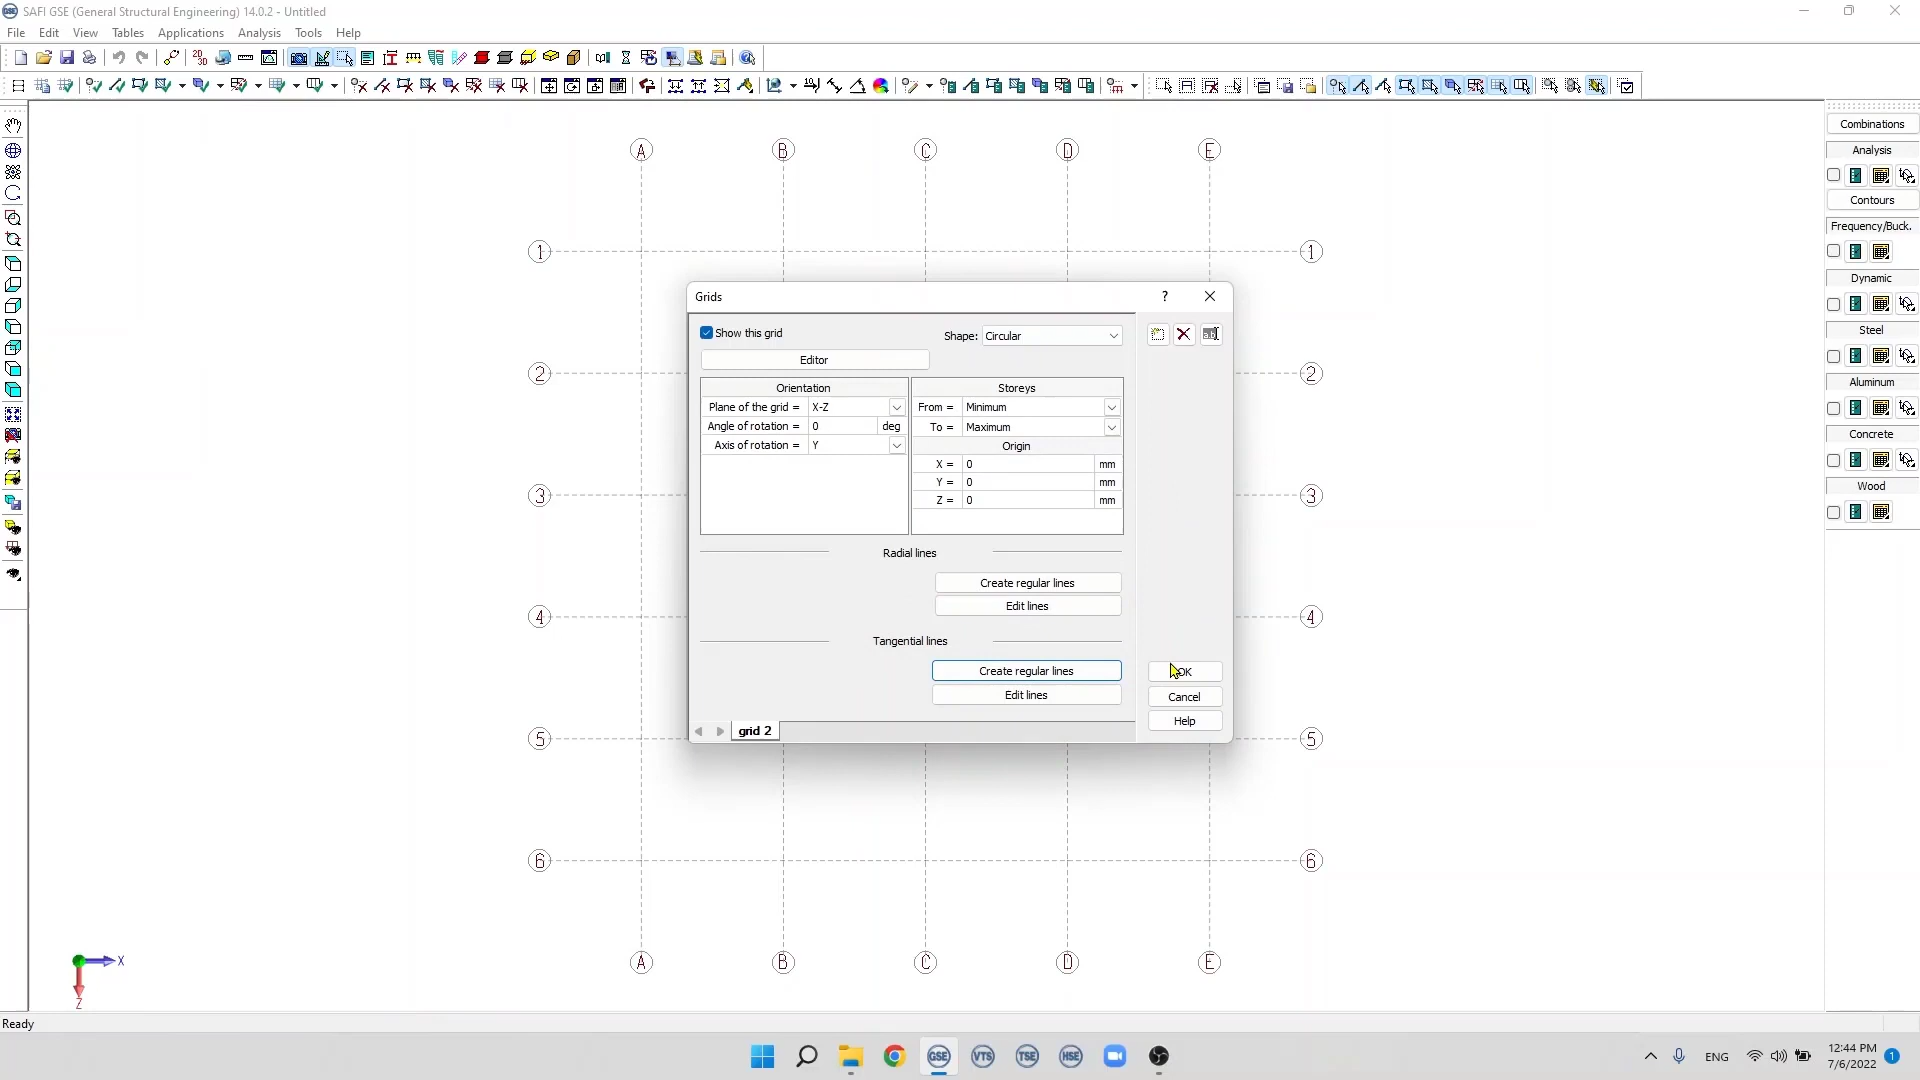 SAFI GSE (General Structural Engineering) 14.0.2 - Untitled
File Edit View Tables Applications Analysis Tools Help
A B C D E
1 1
2 2
3 3
4 4
5 5
6 6
A B C D E
X
Z
Grids
?
Show this grid
Shape: Circular
Editor
Orientation
Plane of the grid = X-Z
Angle of rotation = 0 deg
Axis of rotation = Y
Storeys
From = Minimum
To = Maximum
Origin
X = 0 mm
Y = 0 mm
Z = 0 mm
Radial lines
Create regular lines
Edit lines
Tangential lines
Create regular lines
Edit lines
OK
Cancel
Help
grid 2
Combinations
Analysis
Contours
Frequency/Buck.
Dynamic
Steel
Aluminum
Concrete
Wood
Ready
GSE VTS TSE HSE
ENG
12:44 PM
7/6/2022
1